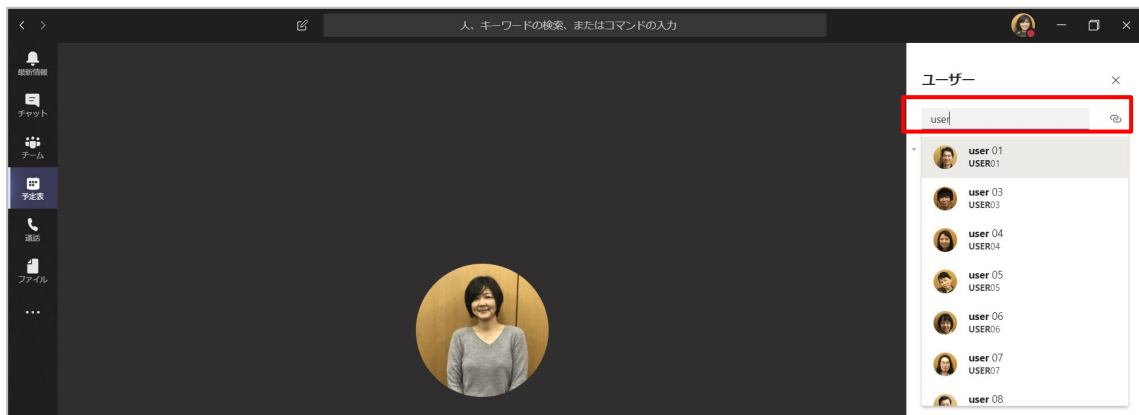 人、キーワードの検索、またはコマンドの入力
最新情報
チャット
チーム
予定表
通話
ファイル
ユーザー
user
user 01
USER01
user 03
USER03
user 04
USER04
user 05
USER05
user 06
USER06
user 07
USER07
user 08